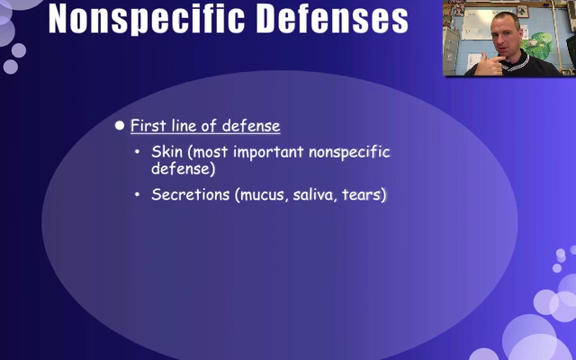 Nonspecific Defenses
First line of defense
Skin (most important nonspecific
defense)
Secretions (mucus, saliva, tears)